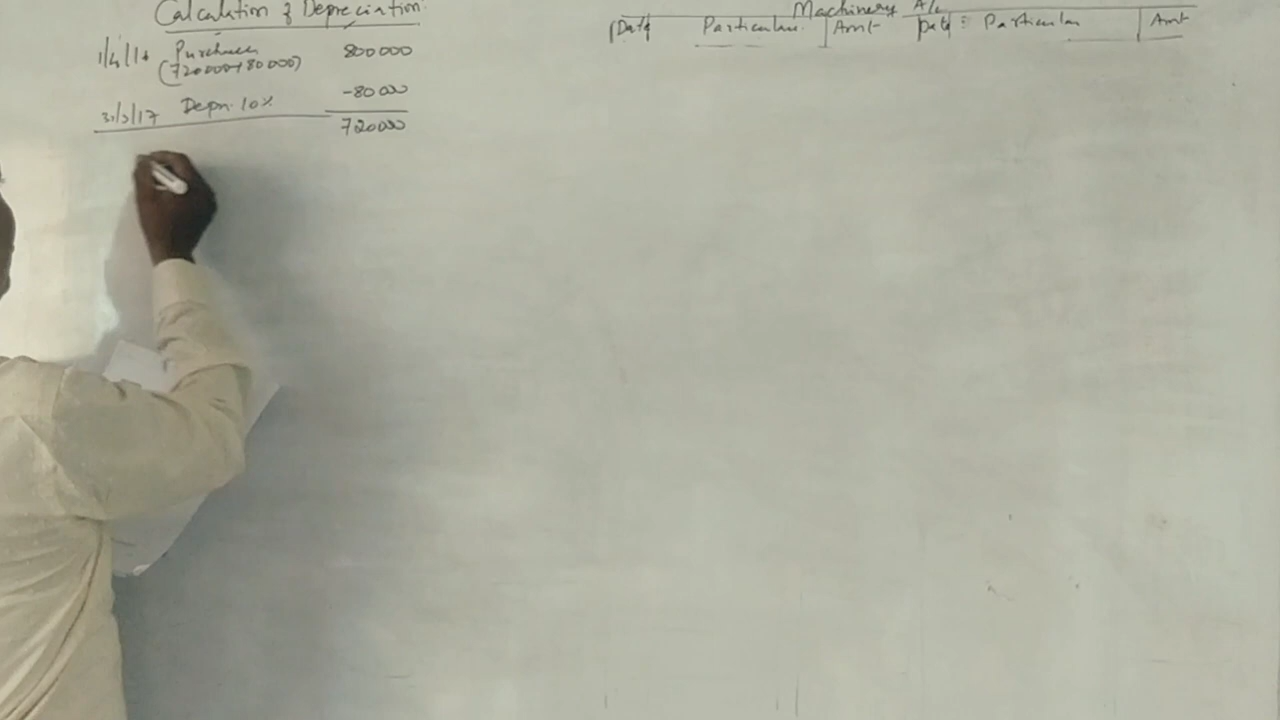 Calculation of Depreciation
1/4/16 Purchases 800000
(720000+80000)
31/3/17 Depn. 10% -80000
720000
Machinery A/c
Date Particulars Amt Date Particulars Amt